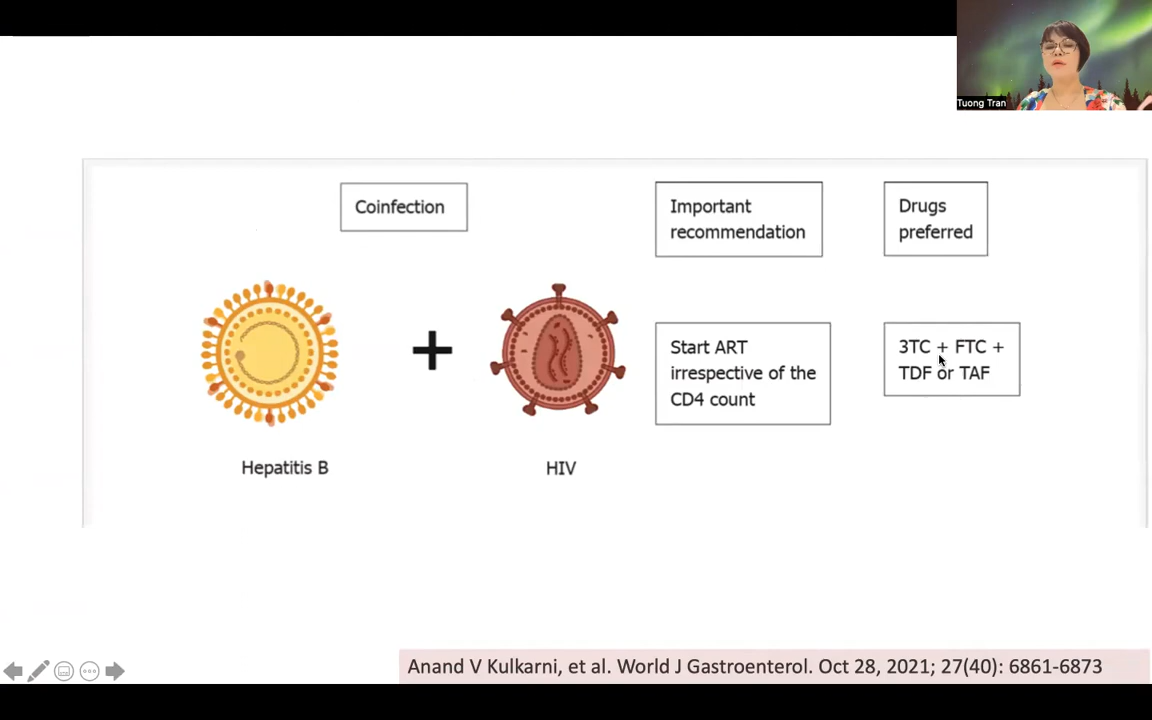 Tuong Tran
Coinfection
Important
recommendation
Drugs
preferred
Start ART
irrespective of the
CD4 count
3TC + FTC +
TDF or TAF
Hepatitis B
HIV
Anand V Kulkarni, et al. World J Gastroenterol. Oct 28, 2021; 27(40): 6861-6873